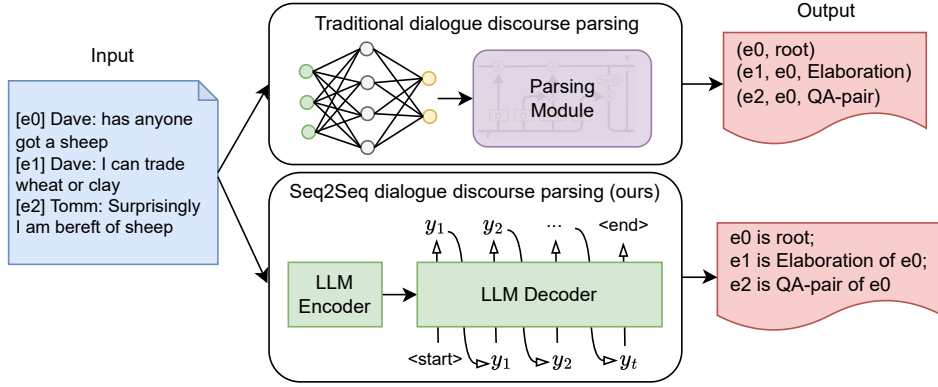 Input
[e0] Dave: has anyone
got a sheep
[e1] Dave: I can trade
wheat or clay
[e2] Tomm: Surprisingly
I am bereft of sheep
Traditional dialogue discourse parsing
Parsing
Module
Seq2Seq dialogue discourse parsing (ours)
y1 y2 ... <end>
LLM
Encoder
LLM Decoder
<start> y1 y2 yt
Output
(e0, root)
(e1, e0, Elaboration)
(e2, e0, QA-pair)
e0 is root;
e1 is Elaboration of e0;
e2 is QA-pair of e0